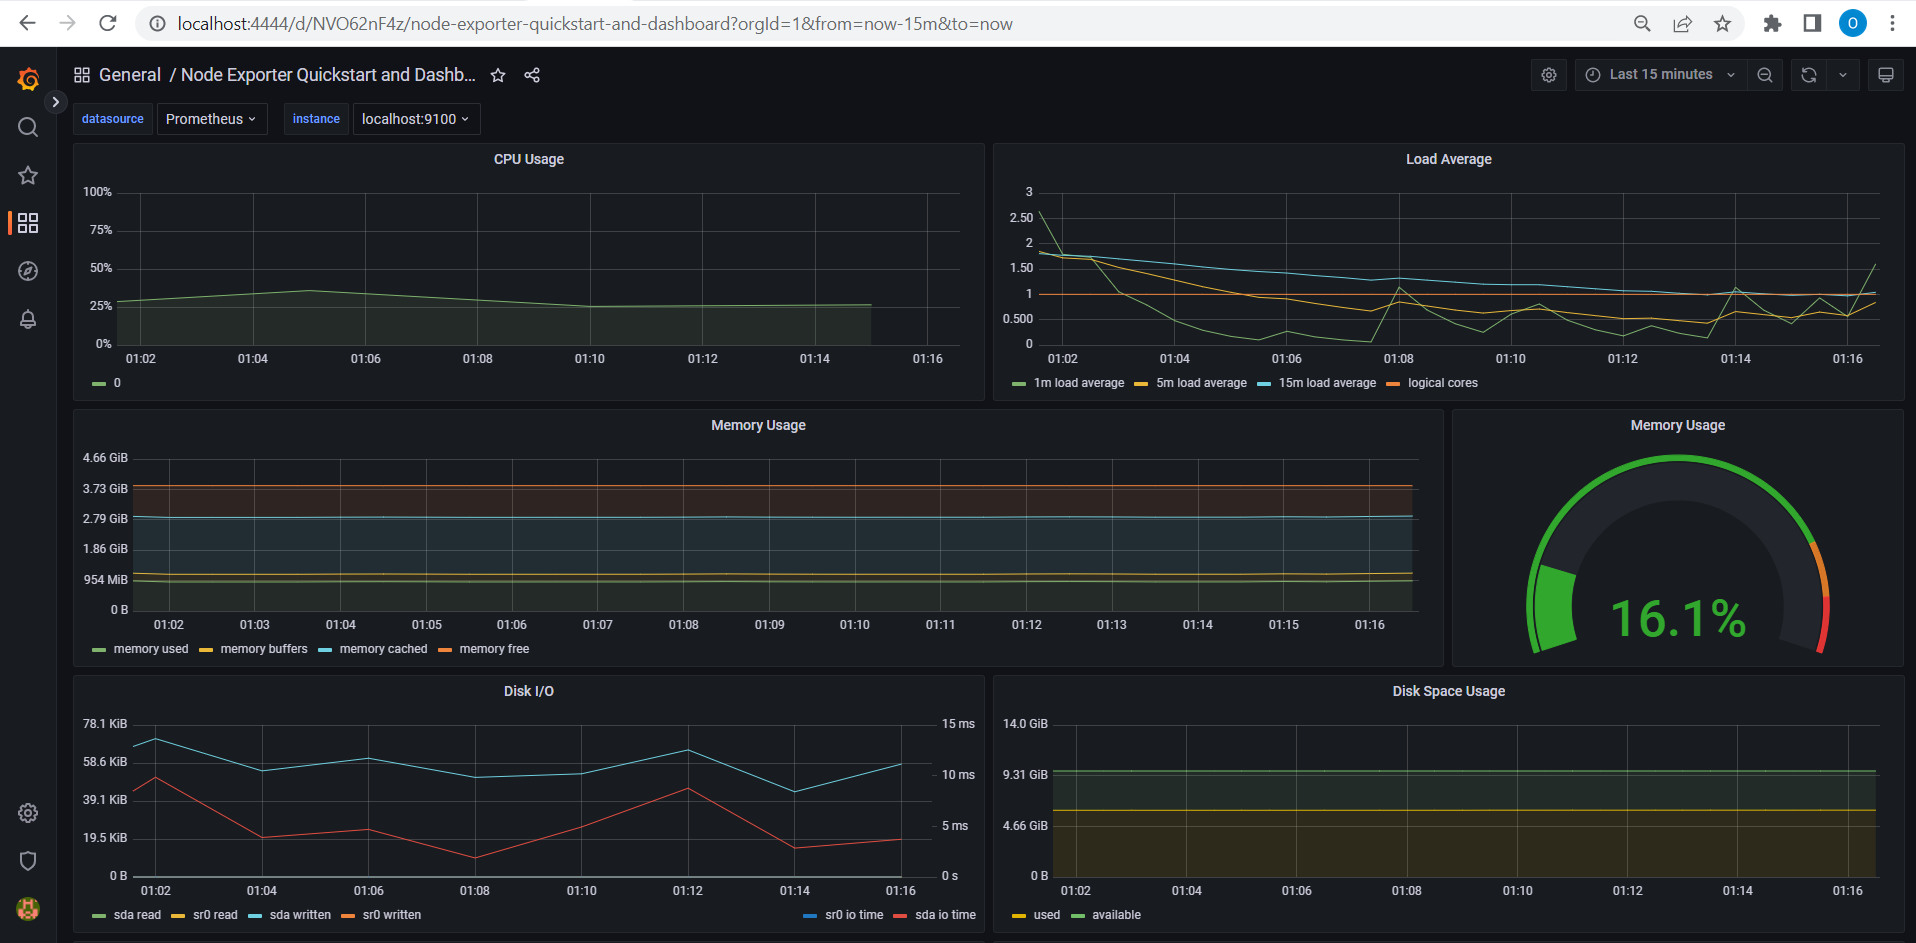 localhost:4444/d/NVO62nF4z/node-exporter-quickstart-and-dashboard?orgId=1&from=now-15m&to=now
O
General / Node Exporter Quickstart and Dashb...
Last 15 minutes
datasource Prometheus instance localhost:9100
CPU Usage
100%
75%
50%
25%
0%
01:02 01:04 01:06 01:08 01:10 01:12 01:14 01:16
0
Load Average
3
2.50
2
1.50
1
0.500
0
01:02 01:04 01:06 01:08 01:10 01:12 01:14 01:16
1m load average 5m load average 15m load average logical cores
Memory Usage
4.66 GiB
3.73 GiB
2.79 GiB
1.86 GiB
954 MiB
0 B
01:02 01:03 01:04 01:05 01:06 01:07 01:08 01:09 01:10 01:11 01:12 01:13 01:14 01:15 01:16
memory used memory buffers memory cached memory free
Memory Usage
16.1%
Disk I/O
78.1 KiB
58.6 KiB
39.1 KiB
19.5 KiB
0 B
15 ms
10 ms
5 ms
0 s
01:02 01:04 01:06 01:08 01:10 01:12 01:14 01:16
sda read sr0 read sda written sr0 written sr0 io time sda io time
Disk Space Usage
14.0 GiB
9.31 GiB
4.66 GiB
0 B
01:02 01:04 01:06 01:08 01:10 01:12 01:14 01:16
used available